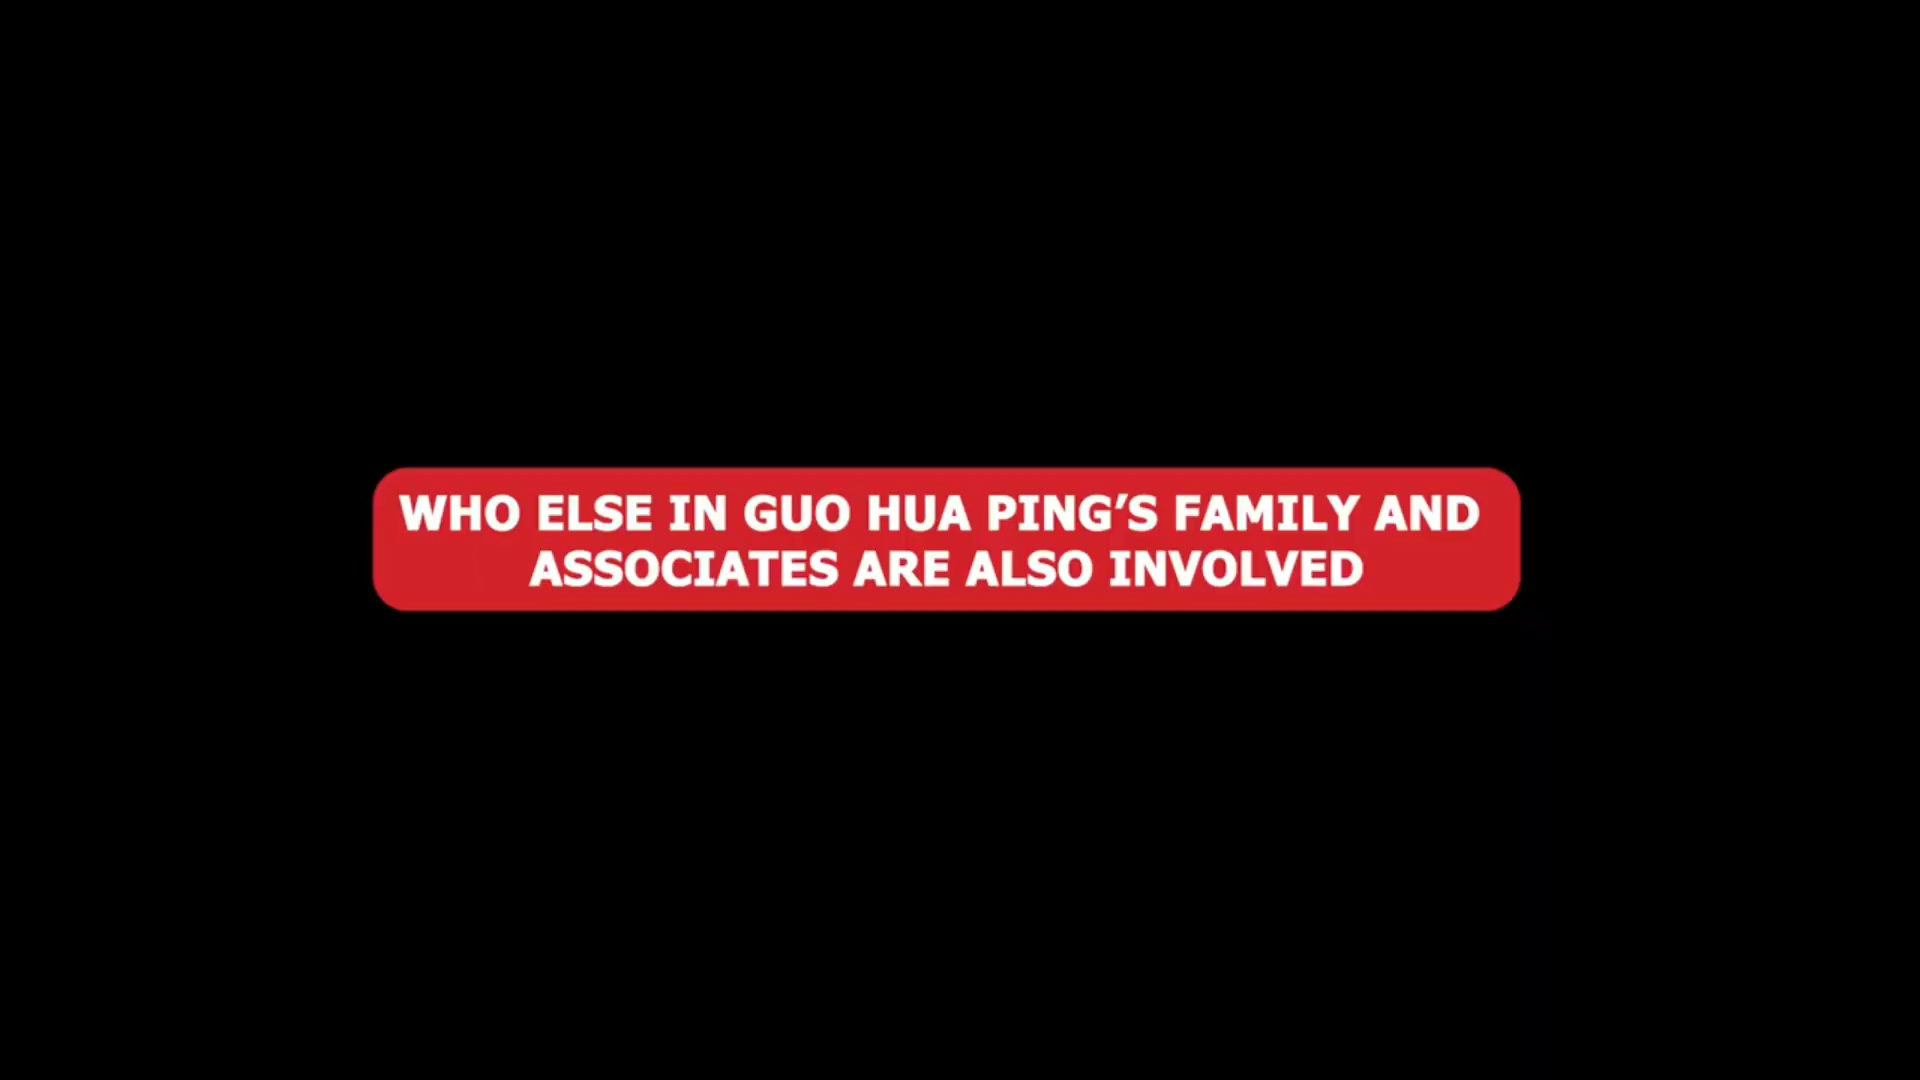 WHO ELSE IN GUO HUA PING’S FAMILY AND
ASSOCIATES ARE ALSO INVOLVED